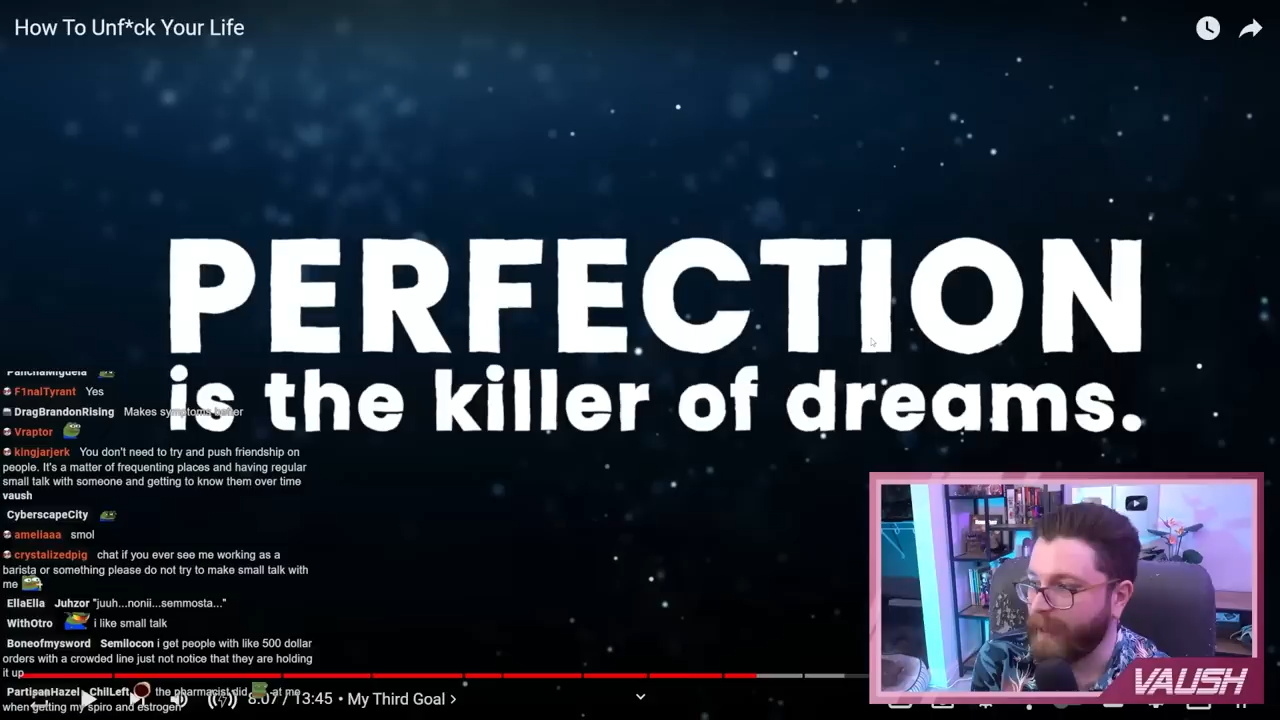 How To Unf*ck Your Life
PERFECTION
is the killer of dreams.
PanchaMiguela
F1nalTyrant Yes
DragBrandonRising Makes symptoms better
Vraptor
kingjarjerk You don't need to try and push friendship on
people. It's a matter of frequenting places and having regular
small talk with someone and getting to know them over time
vaush
CyberscapeCity
ameliaaa smol
crystalizedpig chat if you ever see me working as a
barista or something please do not try to make small talk with
me
EllaElla Juhzor "juuh...nonii...semmosta..."
WithOtro i like small talk
Boneofmysword Semilocon i get people with like 500 dollar
orders with a crowded line just not notice that they are holding
it up
PartisanHazel ChilLeft the pharmacist did at me
when getting my spiro and estrogen
8:07 / 13:45 • My Third Goal >
VAUSH